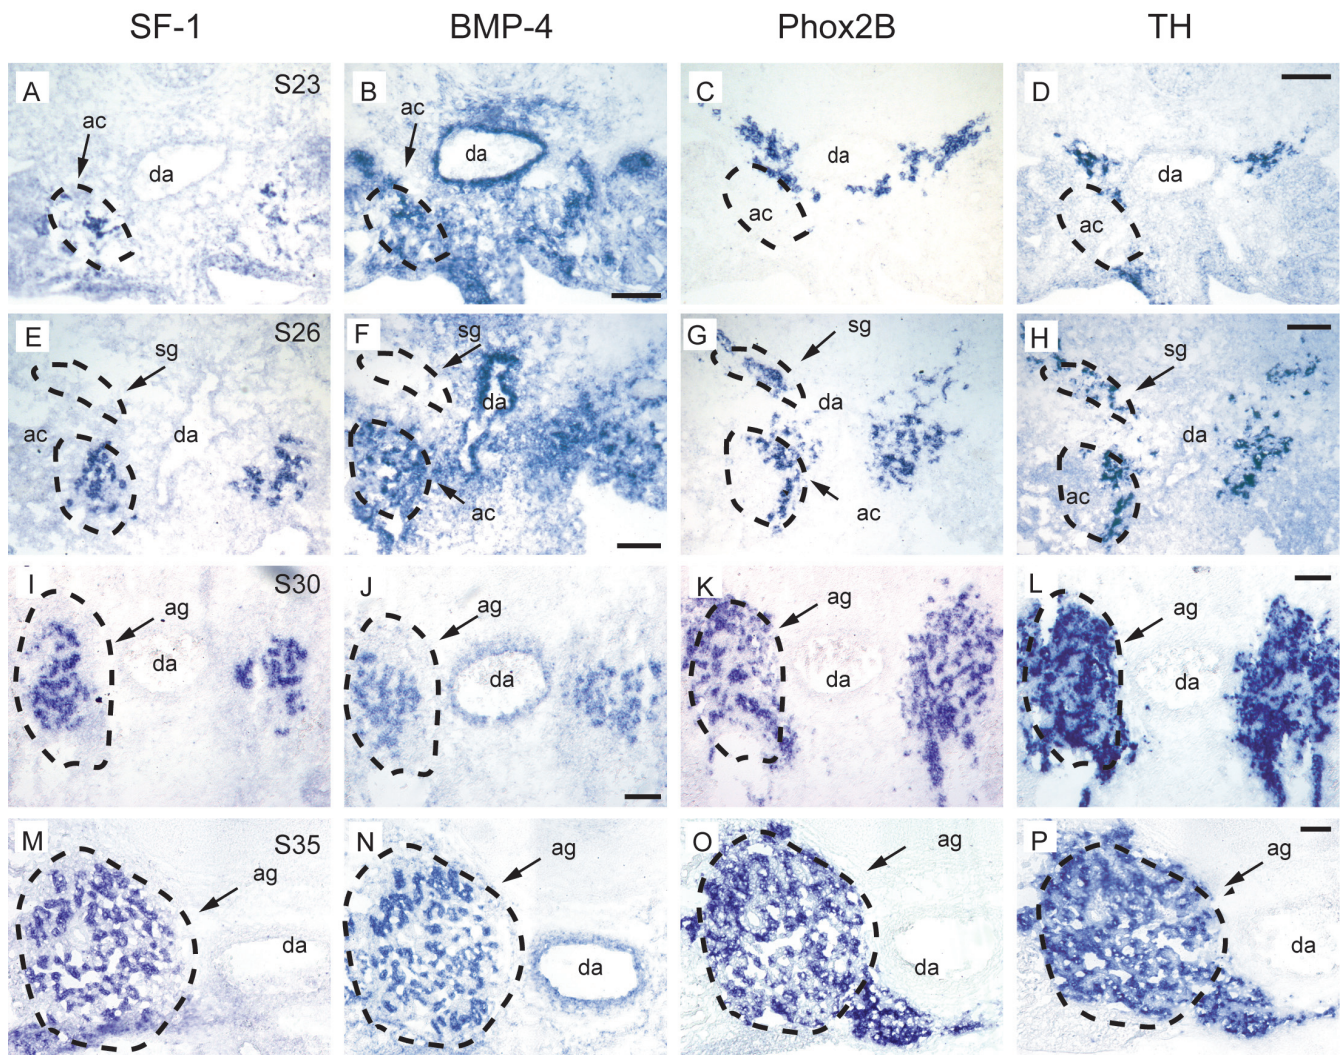 SF-1 BMP-4 Phox2B TH
A S23 ac da
B ac da
C da ac
D da ac
E S26 sg ac da
F sg da ac
G sg da ac
H sg da ac
I S30 ag da
J ag da
K ag da
L ag da
M S35 ag da
N ag da
O ag da
P ag da